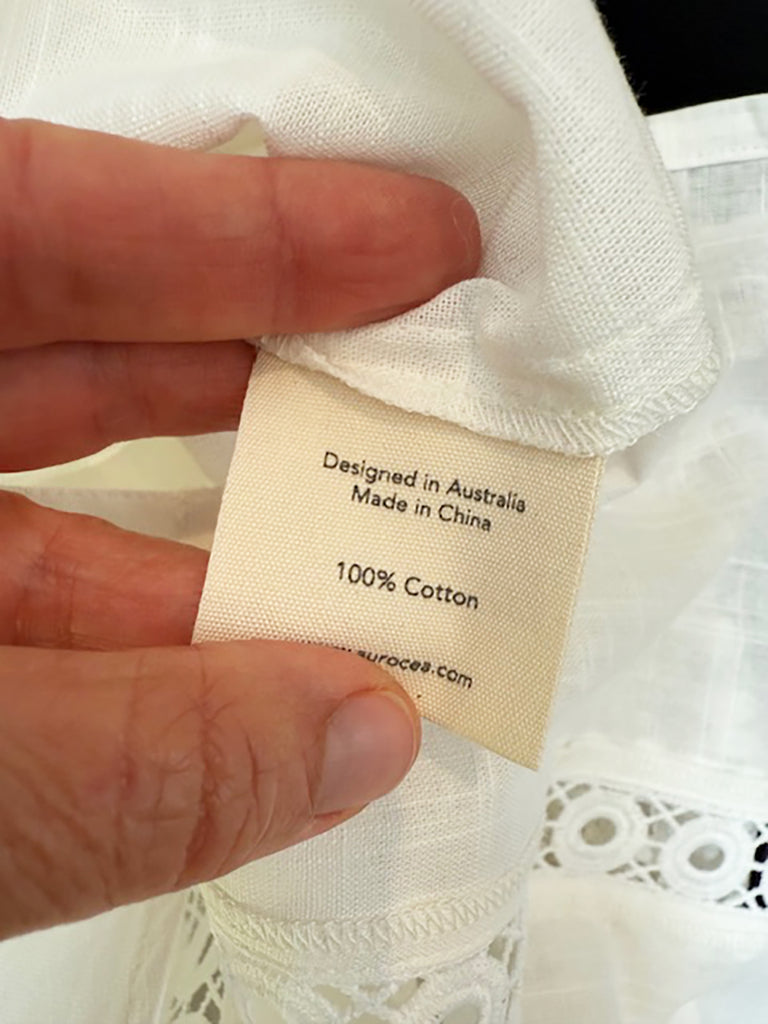 Designed in Australia
Made in China
100% Cotton
aurocea.com